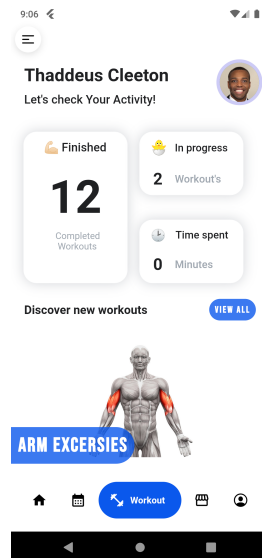 9:06
Thaddeus Cleeton
Let's check Your Activity!
💪🏼 Finished
12
Completed
Workouts
🐣 In progress
2 Workout's
🕒 Time spent
0 Minutes
Discover new workouts
VIEW ALL
ARM EXCERSIES
Workout